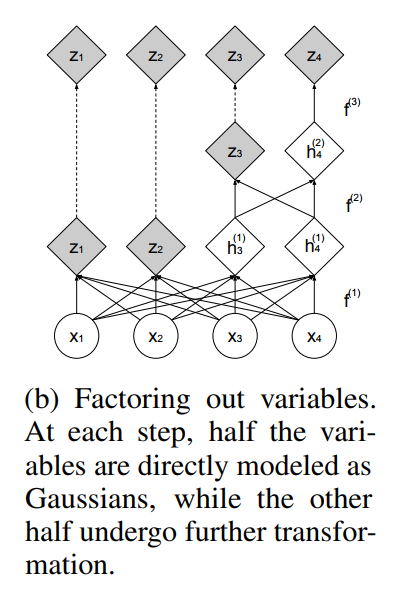 z1 z2 z3 z4
f(3)
z3 h4(2)
f(2)
z1 z2 h3(1) h4(1)
f(1)
x1 x2 x3 x4
(b) Factoring out variables.
At each step, half the vari-
ables are directly modeled as
Gaussians, while the other
half undergo further transfor-
mation.